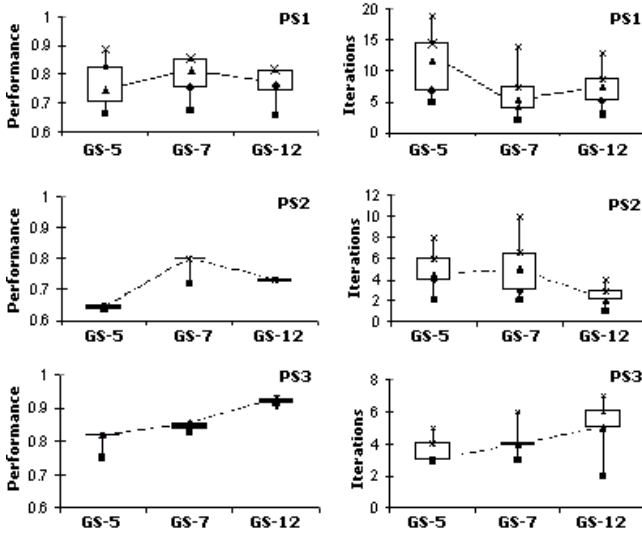 PS1
Performance
1
0.9
0.8
0.7
0.6
GS-5 GS-7 GS-12
PS1
Iterations
20
15
10
5
0
GS-5 GS-7 GS-12
PS2
Performance
1
0.9
0.8
0.7
0.6
GS-5 GS-7 GS-12
PS2
Iterations
12
10
8
6
4
2
0
GS-5 GS-7 GS-12
PS3
Performance
1
0.9
0.8
0.7
0.6
GS-5 GS-7 GS-12
PS3
Iterations
8
6
4
2
0
GS-5 GS-7 GS-12